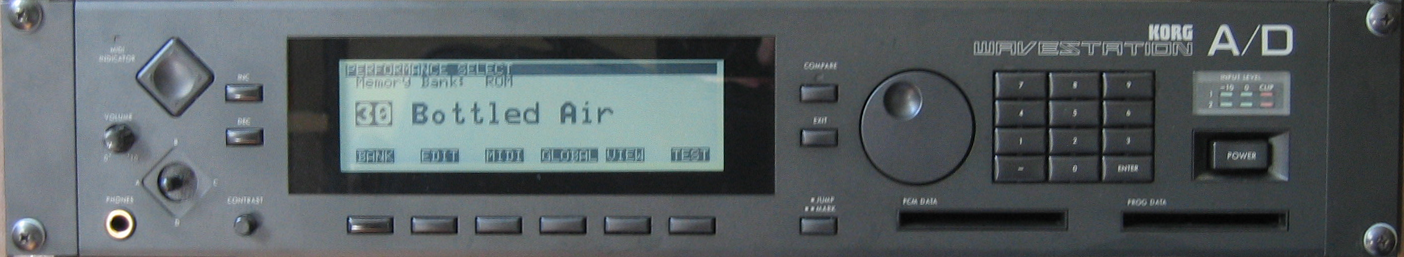 MIDI
INDICATOR
INC
DEC
VOLUME
A
B
C
D
PHONES
CONTRAST
PERFORMANCE SELECT
Memory Bank: ROM
30 Bottled Air
BANK EDIT MIDI GLOBAL VIEW TEST
COMPARE
EXIT
JUMP
MARK
KORG
WAVESTATION A/D
7 8 9
4 5 6
1 2 3
- 0 ENTER
INPUT LEVEL
-10 0 CLIP
1
2
POWER
PCM DATA
PROG DATA